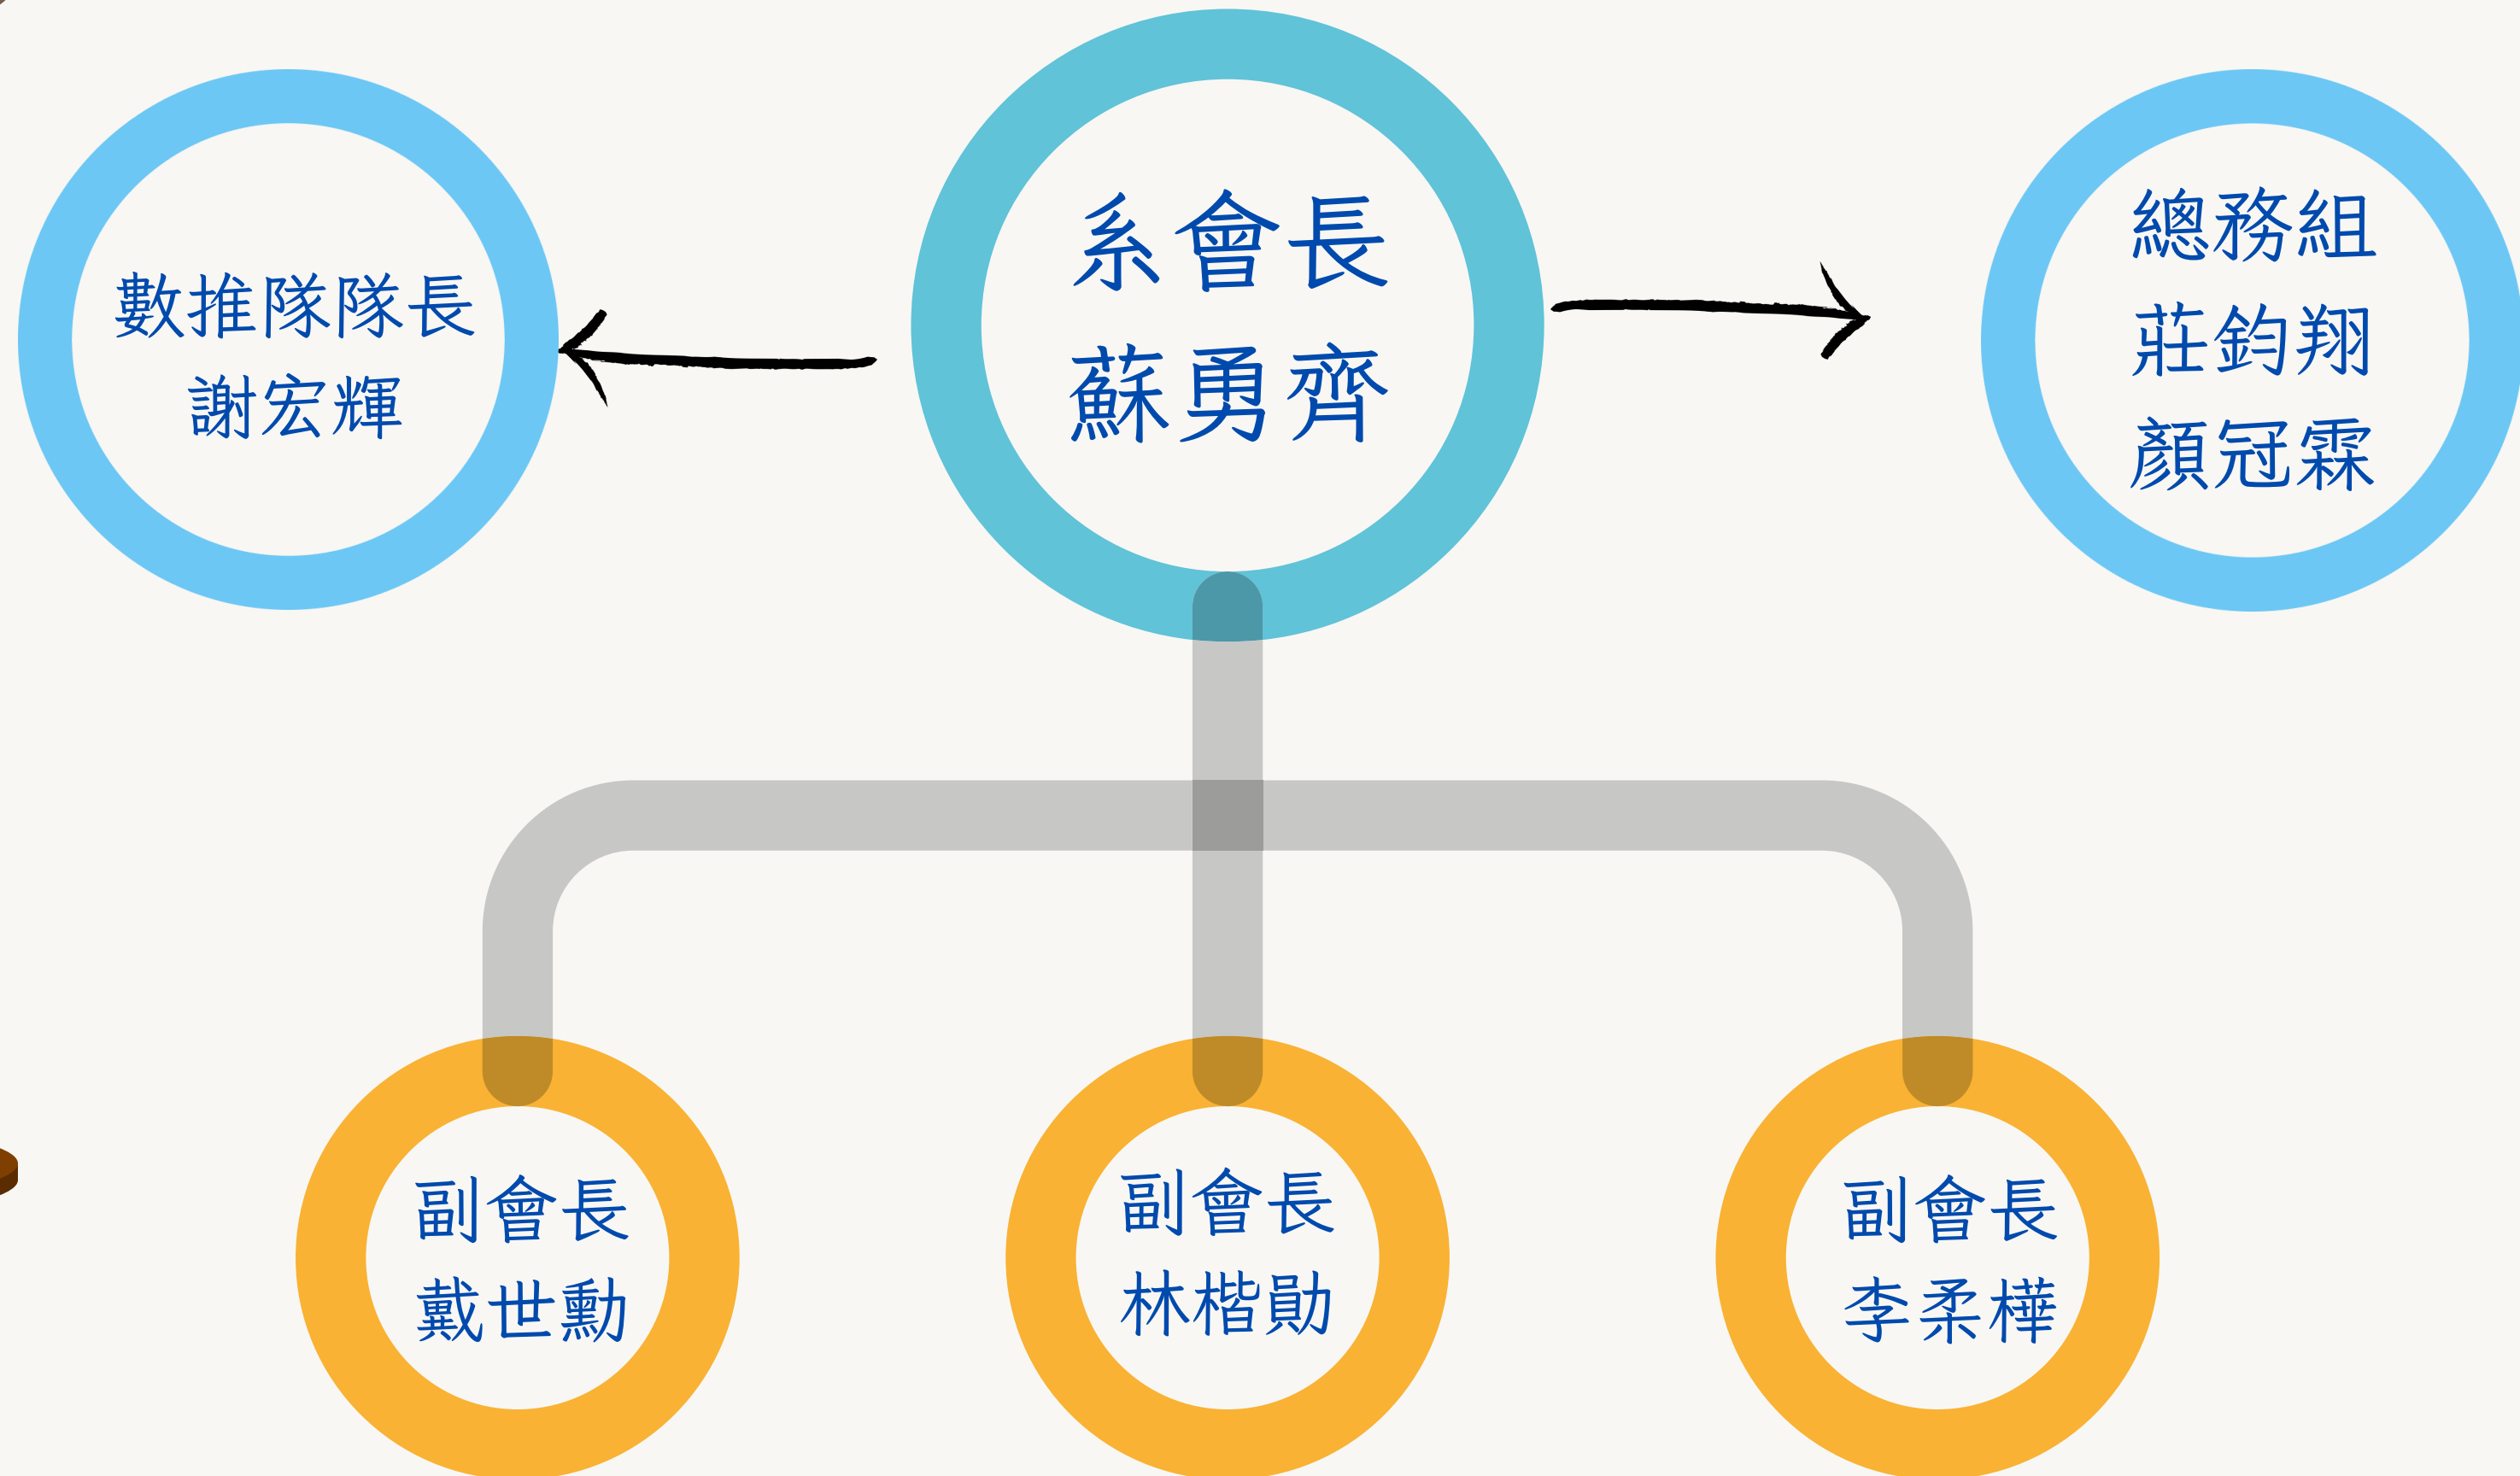 系會長
蘇勇齊
數推隊隊長
謝宏墠
總務組
莊鈞翔
顏冠霖
副會長
戴世勳
副會長
林楷勛
副會長
李柔樺